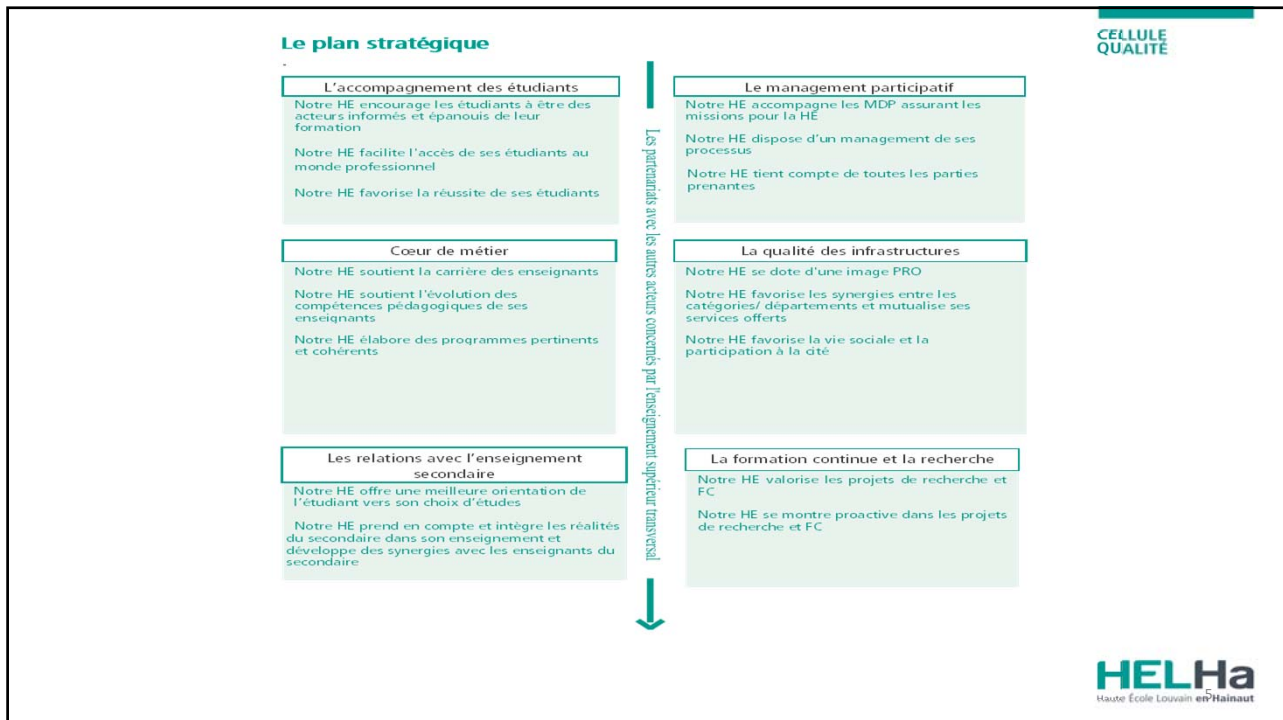 Le plan stratégique
.
CELLULE
QUALITÉ
L'accompagnement des étudiants
Notre HE encourage les étudiants à être des
acteurs informés et épanouis de leur
formation
Notre HE facilite l'accès de ses étudiants au
monde professionnel
Notre HE favorise la réussite de ses étudiants
Le management participatif
Notre HE accompagne les MDP assurant les
missions pour la HE
Notre HE dispose d'un management de ses
processus
Notre HE tient compte de toutes les parties
prenantes
Les partenariats avec les autres acteurs concernés par l'enseignement supérieur transversal
Cœur de métier
Notre HE soutient la carrière des enseignants
Notre HE soutient l'évolution des
compétences pédagogiques de ses
enseignants
Notre HE élabore des programmes pertinents
et cohérents
La qualité des infrastructures
Notre HE se dote d'une image PRO
Notre HE favorise les synergies entre les
catégories/ départements et mutualise ses
services offerts
Notre HE favorise la vie sociale et la
participation à la cité
Les relations avec l'enseignement
secondaire
Notre HE offre une meilleure orientation de
l'étudiant vers son choix d'études
Notre HE prend en compte et intègre les réalités
du secondaire dans son enseignement et
développe des synergies avec les enseignants du
secondaire
La formation continue et la recherche
Notre HE valorise les projets de recherche et
FC
Notre HE se montre proactive dans les projets
de recherche et FC
HELHa
Haute École Louvain en Hainaut
5